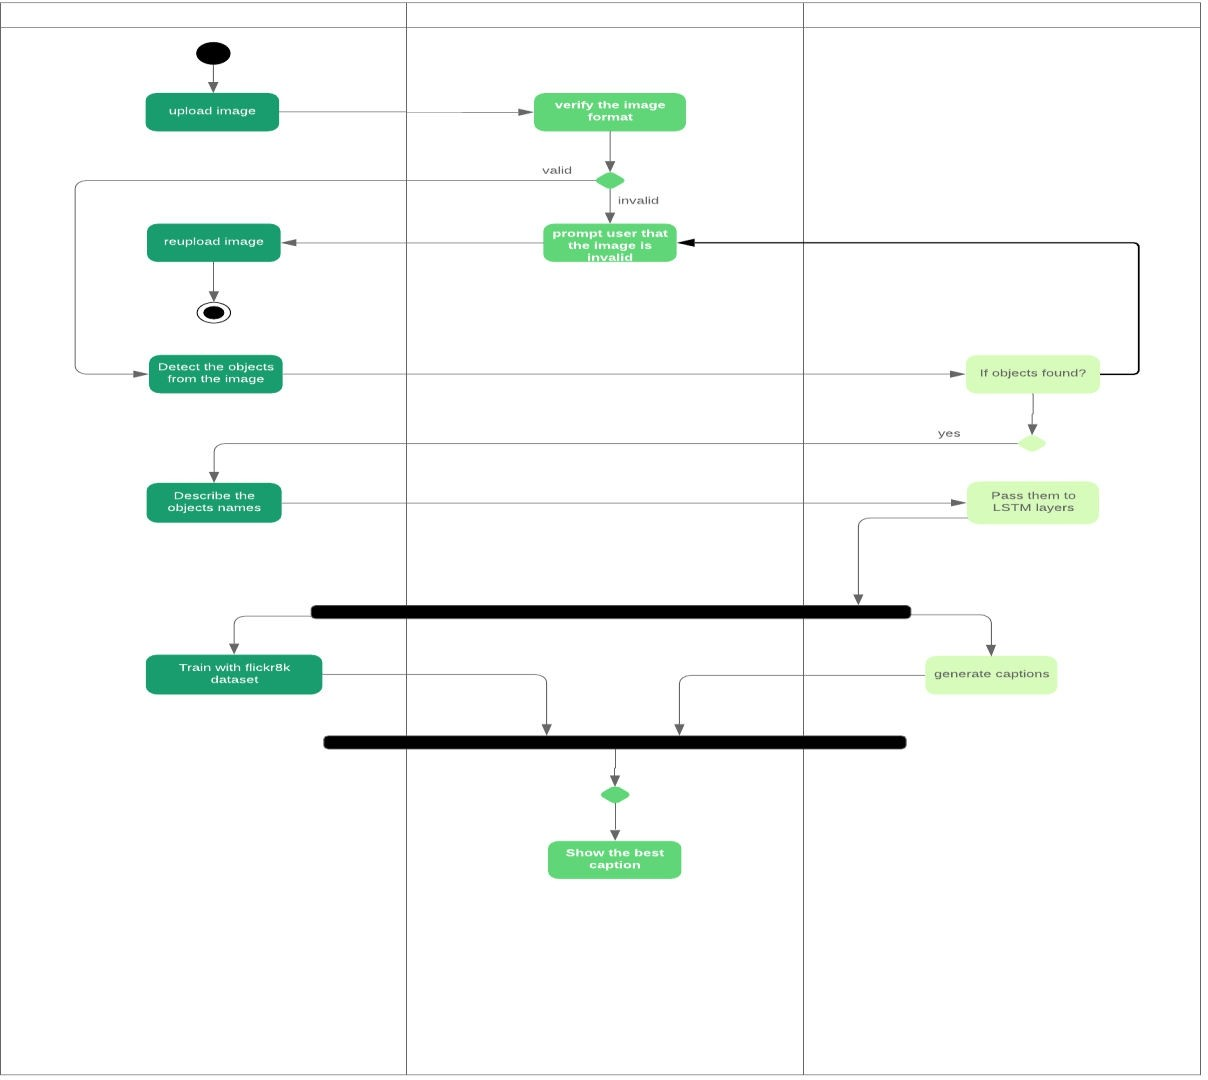 upload image
verify the image
format
valid
invalid
reupload image
prompt user that
the image is
invalid
Detect the objects
from the image
If objects found?
yes
Describe the
objects names
Pass them to
LSTM layers
Train with flickr8k
dataset
generate captions
Show the best
caption